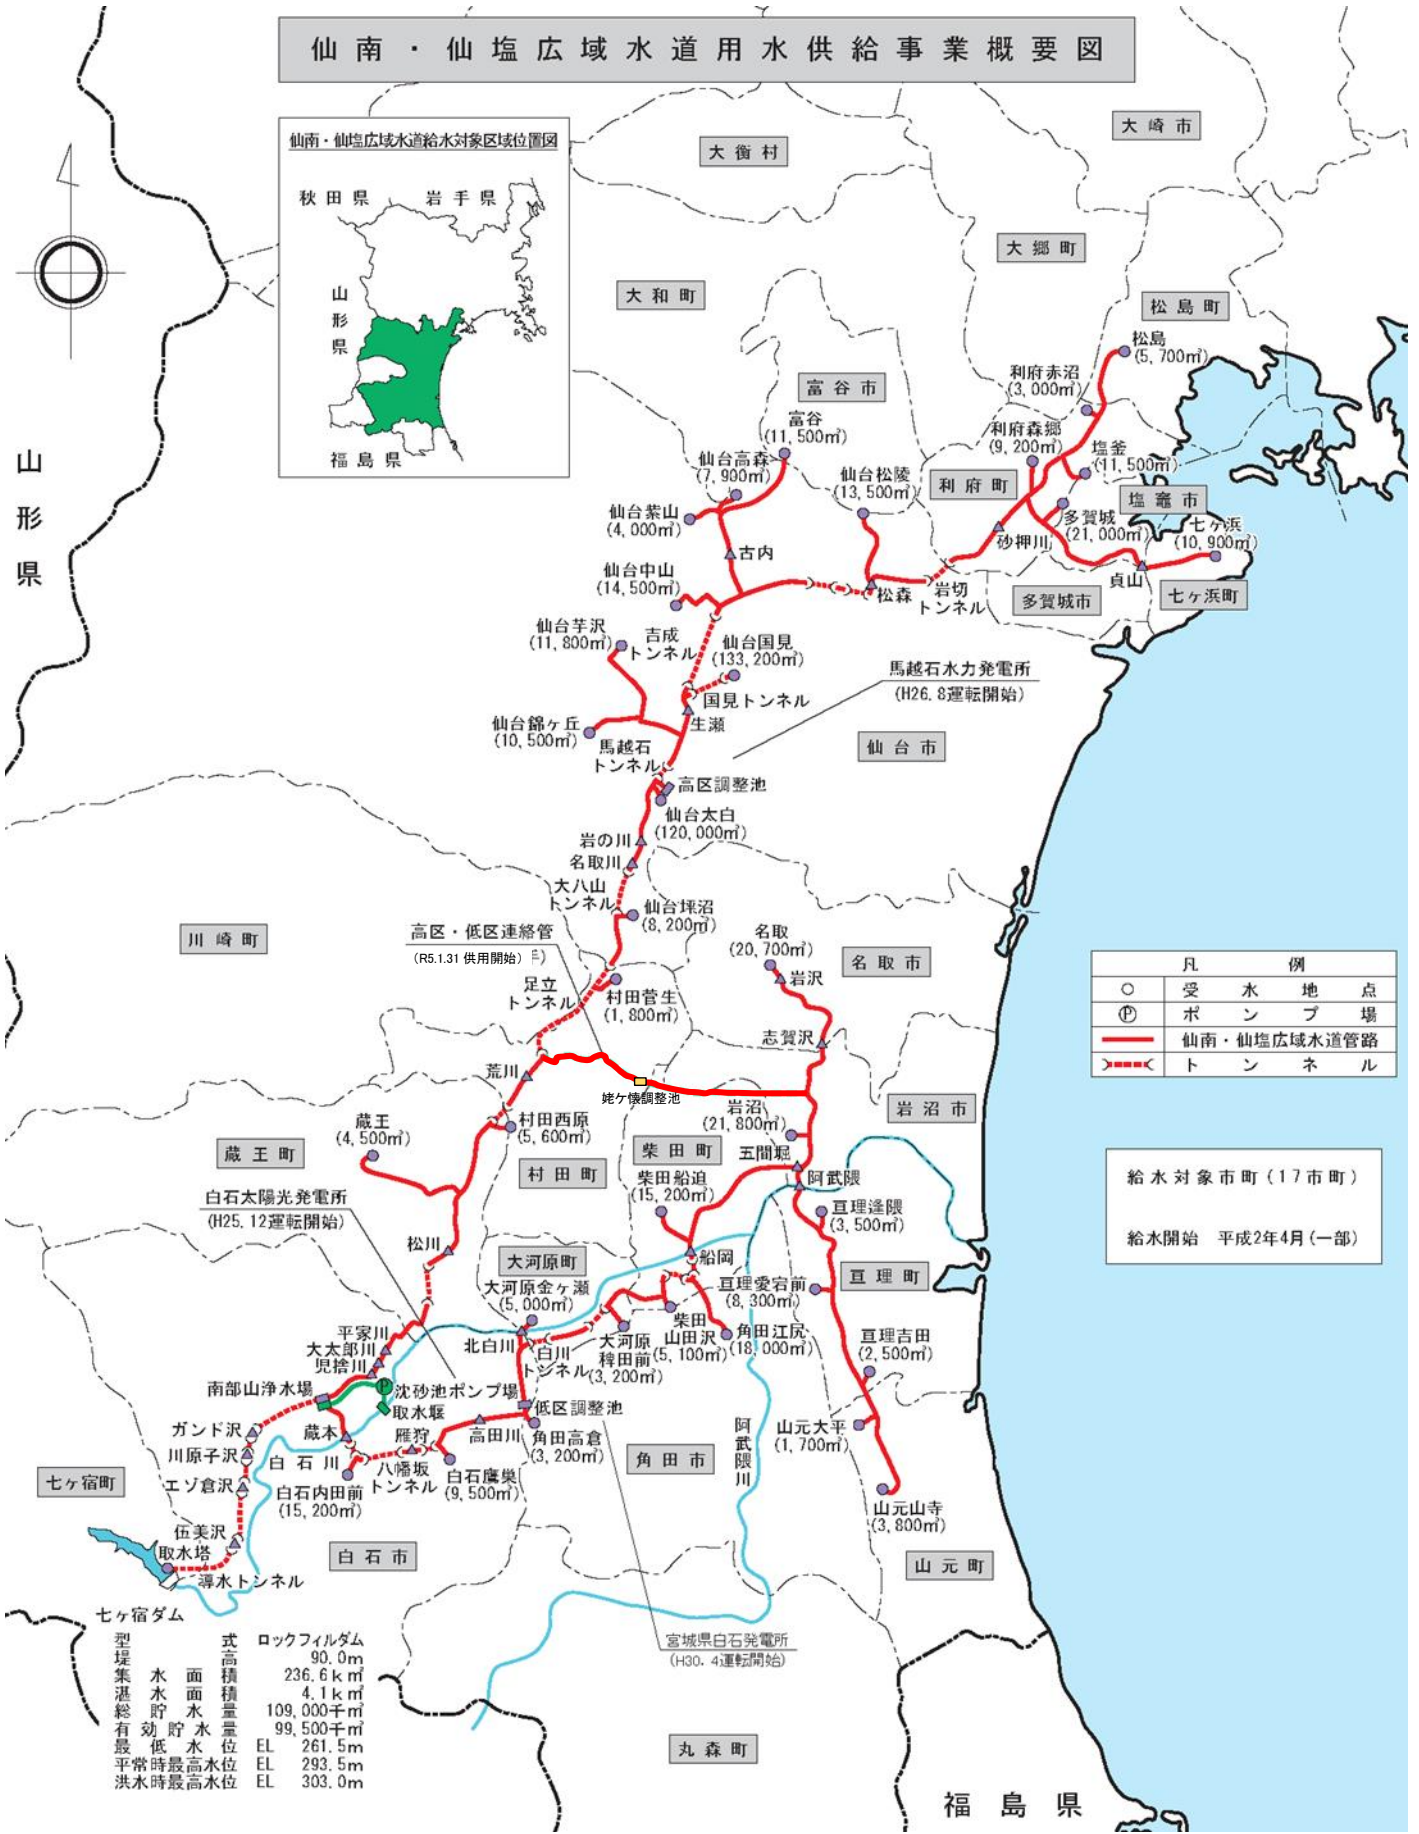 仙南・仙塩広域水道用水供給事業概要図
仙南・仙塩広域水道給水対象区域位置図
秋田県
岩手県
山形県
福島県
大崎市
大衡村
大郷町
大和町
松島町
松島
(5,700㎥)
利府赤沼
(3,000㎥)
富谷市
富谷
(11,500㎥)
利府森郷
(9,200㎥)
塩釜
(11,500㎥)
仙台高森
(7,900㎥)
仙台松陵
(13,500㎥)
利府町
塩竈市
仙台紫山
(4,000㎥)
多賀城
(21,000㎥)
七ヶ浜
(10,900㎥)
砂押川
古内
貞山
山形県
仙台中山
(14,500㎥)
松森
岩切
トンネル
多賀城市
七ヶ浜町
仙台芋沢
(11,800㎥)
吉成
トンネル
仙台国見
(133,200㎥)
馬越石水力発電所
(H26.8運転開始)
国見トンネル
生瀬
仙台錦ヶ丘
(10,500㎥)
仙台市
馬越石
トンネル
高区調整池
仙台太白
(120,000㎥)
岩の川
名取川
大八山
トンネル
仙台坪沼
(8,200㎥)
川崎町
高区・低区連絡管
(R5.1.31 供用開始)
名取
(20,700㎥)
岩沢
名取市
足立
トンネル
村田菅生
(1,800㎥)
志賀沢
凡例
受水地点
Ⓟ ポンプ場
仙南・仙塩広域水道管路
トンネル
荒川
姥ケ懐調整池
岩沼
(21,800㎥)
岩沼市
蔵王
(4,500㎥)
村田西原
(5,600㎥)
柴田町
蔵王町
村田町
五間堀
柴田船迫
(15,200㎥)
阿武隈
給水対象市町(17市町)
給水開始 平成2年4月(一部)
白石太陽光発電所
(H25.12運転開始)
亘理逢隈
(3,500㎥)
松川
大河原町
船岡
亘理町
大河原金ヶ瀬
(5,000㎥)
亘理愛宕前
(8,300㎥)
平家川
大太郎川
児捨川
北白川
白川
トンネル
大河原
稗田前
(3,200㎥)
柴田
山田沢
(5,100㎥)
角田江尻
(18,000㎥)
亘理吉田
(2,500㎥)
南部山浄水場
Ⓟ
沈砂池ポンプ場
取水堰
低区調整池
ガンド沢
蔵本
雁狩
高田川
角田高倉
(3,200㎥)
阿武隈川
山元大平
(1,700㎥)
川原子沢
白石川
八幡坂
トンネル
白石鷹巣
(9,500㎥)
角田市
七ヶ宿町
エゾ倉沢
白石内田前
(15,200㎥)
山元山寺
(3,800㎥)
伍美沢
取水塔
白石市
山元町
導水トンネル
七ヶ宿ダム
型式 ロックフィルダム
堤高 90.0m
集水面積 236.6k㎡
湛水面積 4.1k㎡
総貯水量 109,000千㎥
有効貯水量 99,500千㎥
最低水位 EL 261.5m
平常時最高水位 EL 293.5m
洪水時最高水位 EL 303.0m
宮城県白石発電所
(H30.4運転開始)
丸森町
福島県